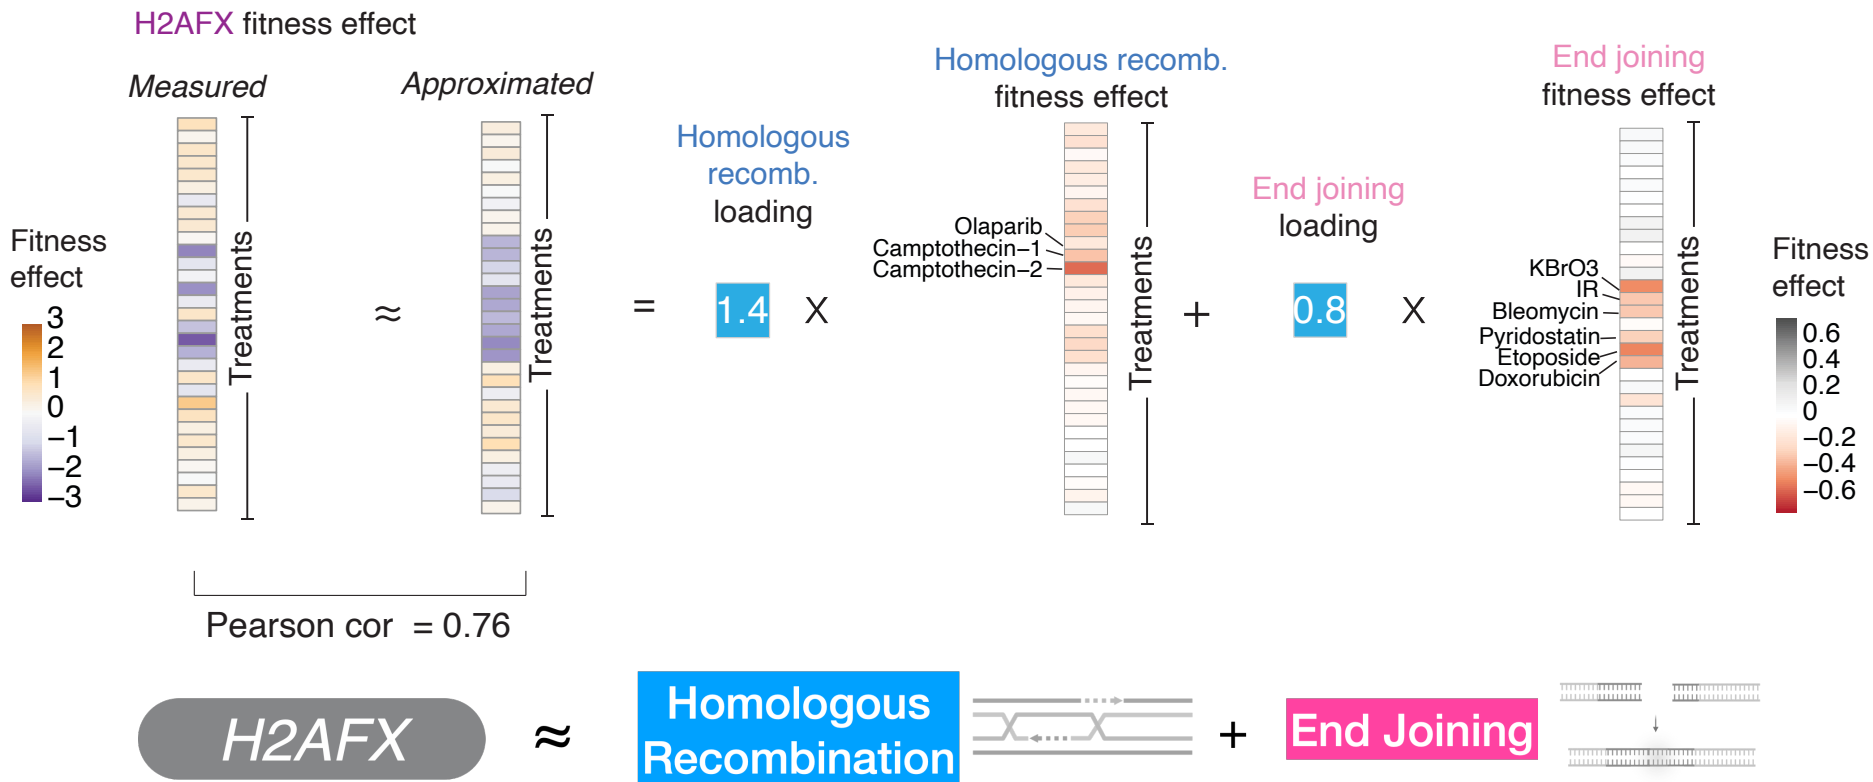 H2AFX fitness effect
Measured
Approximated
Treatments
Treatments
Fitness
effect
3
2
1
0
−1
−2
−3
≈
=
Homologous
recomb.
loading
1.4
X
Homologous recomb.
fitness effect
Olaparib
Camptothecin−1
Camptothecin−2
Treatments
+
End joining
loading
0.8
X
End joining
fitness effect
KBrO3
IR
Bleomycin
Pyridostatin
Etoposide
Doxorubicin
Treatments
Fitness
effect
0.6
0.4
0.2
0
−0.2
−0.4
−0.6
Pearson cor = 0.76
H2AFX
≈
Homologous
Recombination
+
End Joining